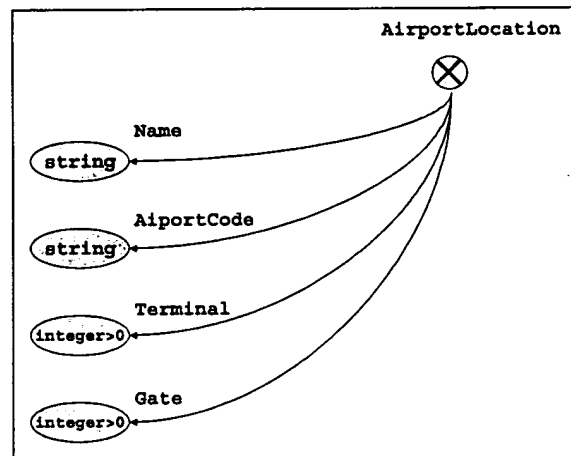 AirportLocation
Name
string
AiportCode
string
Terminal
integer>0
Gate
integer>0